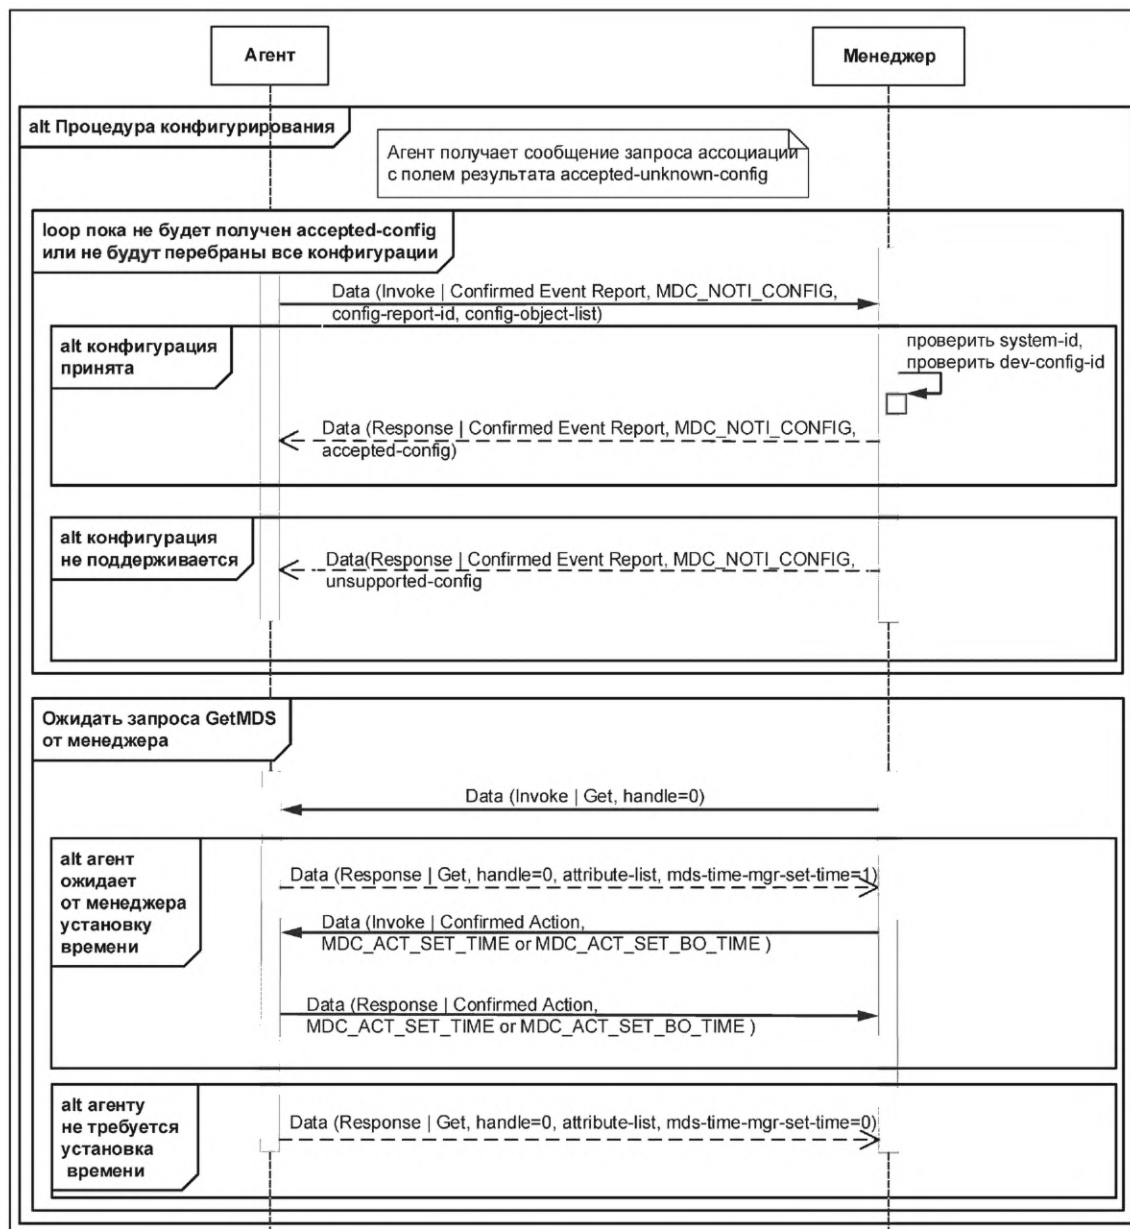 Агент
Менеджер
alt Процедура конфигурирования
Агент получает сообщение запроса ассоциации
с полем результата accepted-unknown-config
loop пока не будет получен accepted-config
или не будут перебраны все конфигурации
Data (Invoke | Confirmed Event Report, MDC_NOTI_CONFIG,
config-report-id, config-object-list)
alt конфигурация
принята
проверить system-id,
проверить dev-config-id
Data (Response | Confirmed Event Report, MDC_NOTI_CONFIG,
accepted-config)
alt конфигурация
не поддерживается
Data(Response | Confirmed Event Report, MDC_NOTI_CONFIG,
unsupported-config
Ожидать запроса GetMDS
от менеджера
Data (Invoke | Get, handle=0)
alt агент
ожидает
от менеджера
установку
времени
Data (Response | Get, handle=0, attribute-list, mds-time-mgr-set-time=1)
Data (Invoke | Confirmed Action,
MDC_ACT_SET_TIME or MDC_ACT_SET_BO_TIME )
Data (Response | Confirmed Action,
MDC_ACT_SET_TIME or MDC_ACT_SET_BO_TIME )
alt агенту
не требуется
установка
времени
Data (Response | Get, handle=0, attribute-list, mds-time-mgr-set-time=0)